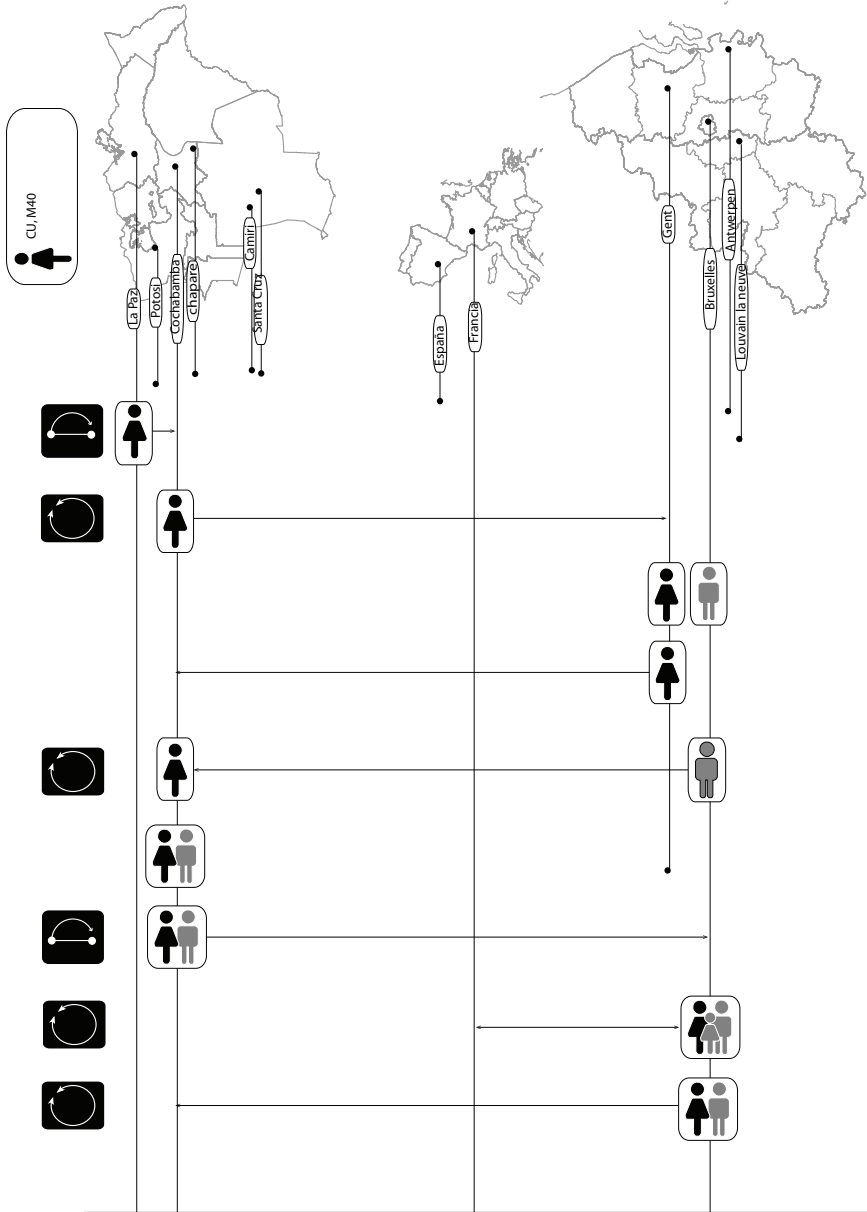 CU, M40
La Paz
Potosi
Cochabamba
chapare
Camiri
Santa Cruz
España
Francia
Gent
Bruxelles
Antwerpen
Louvain la neuve